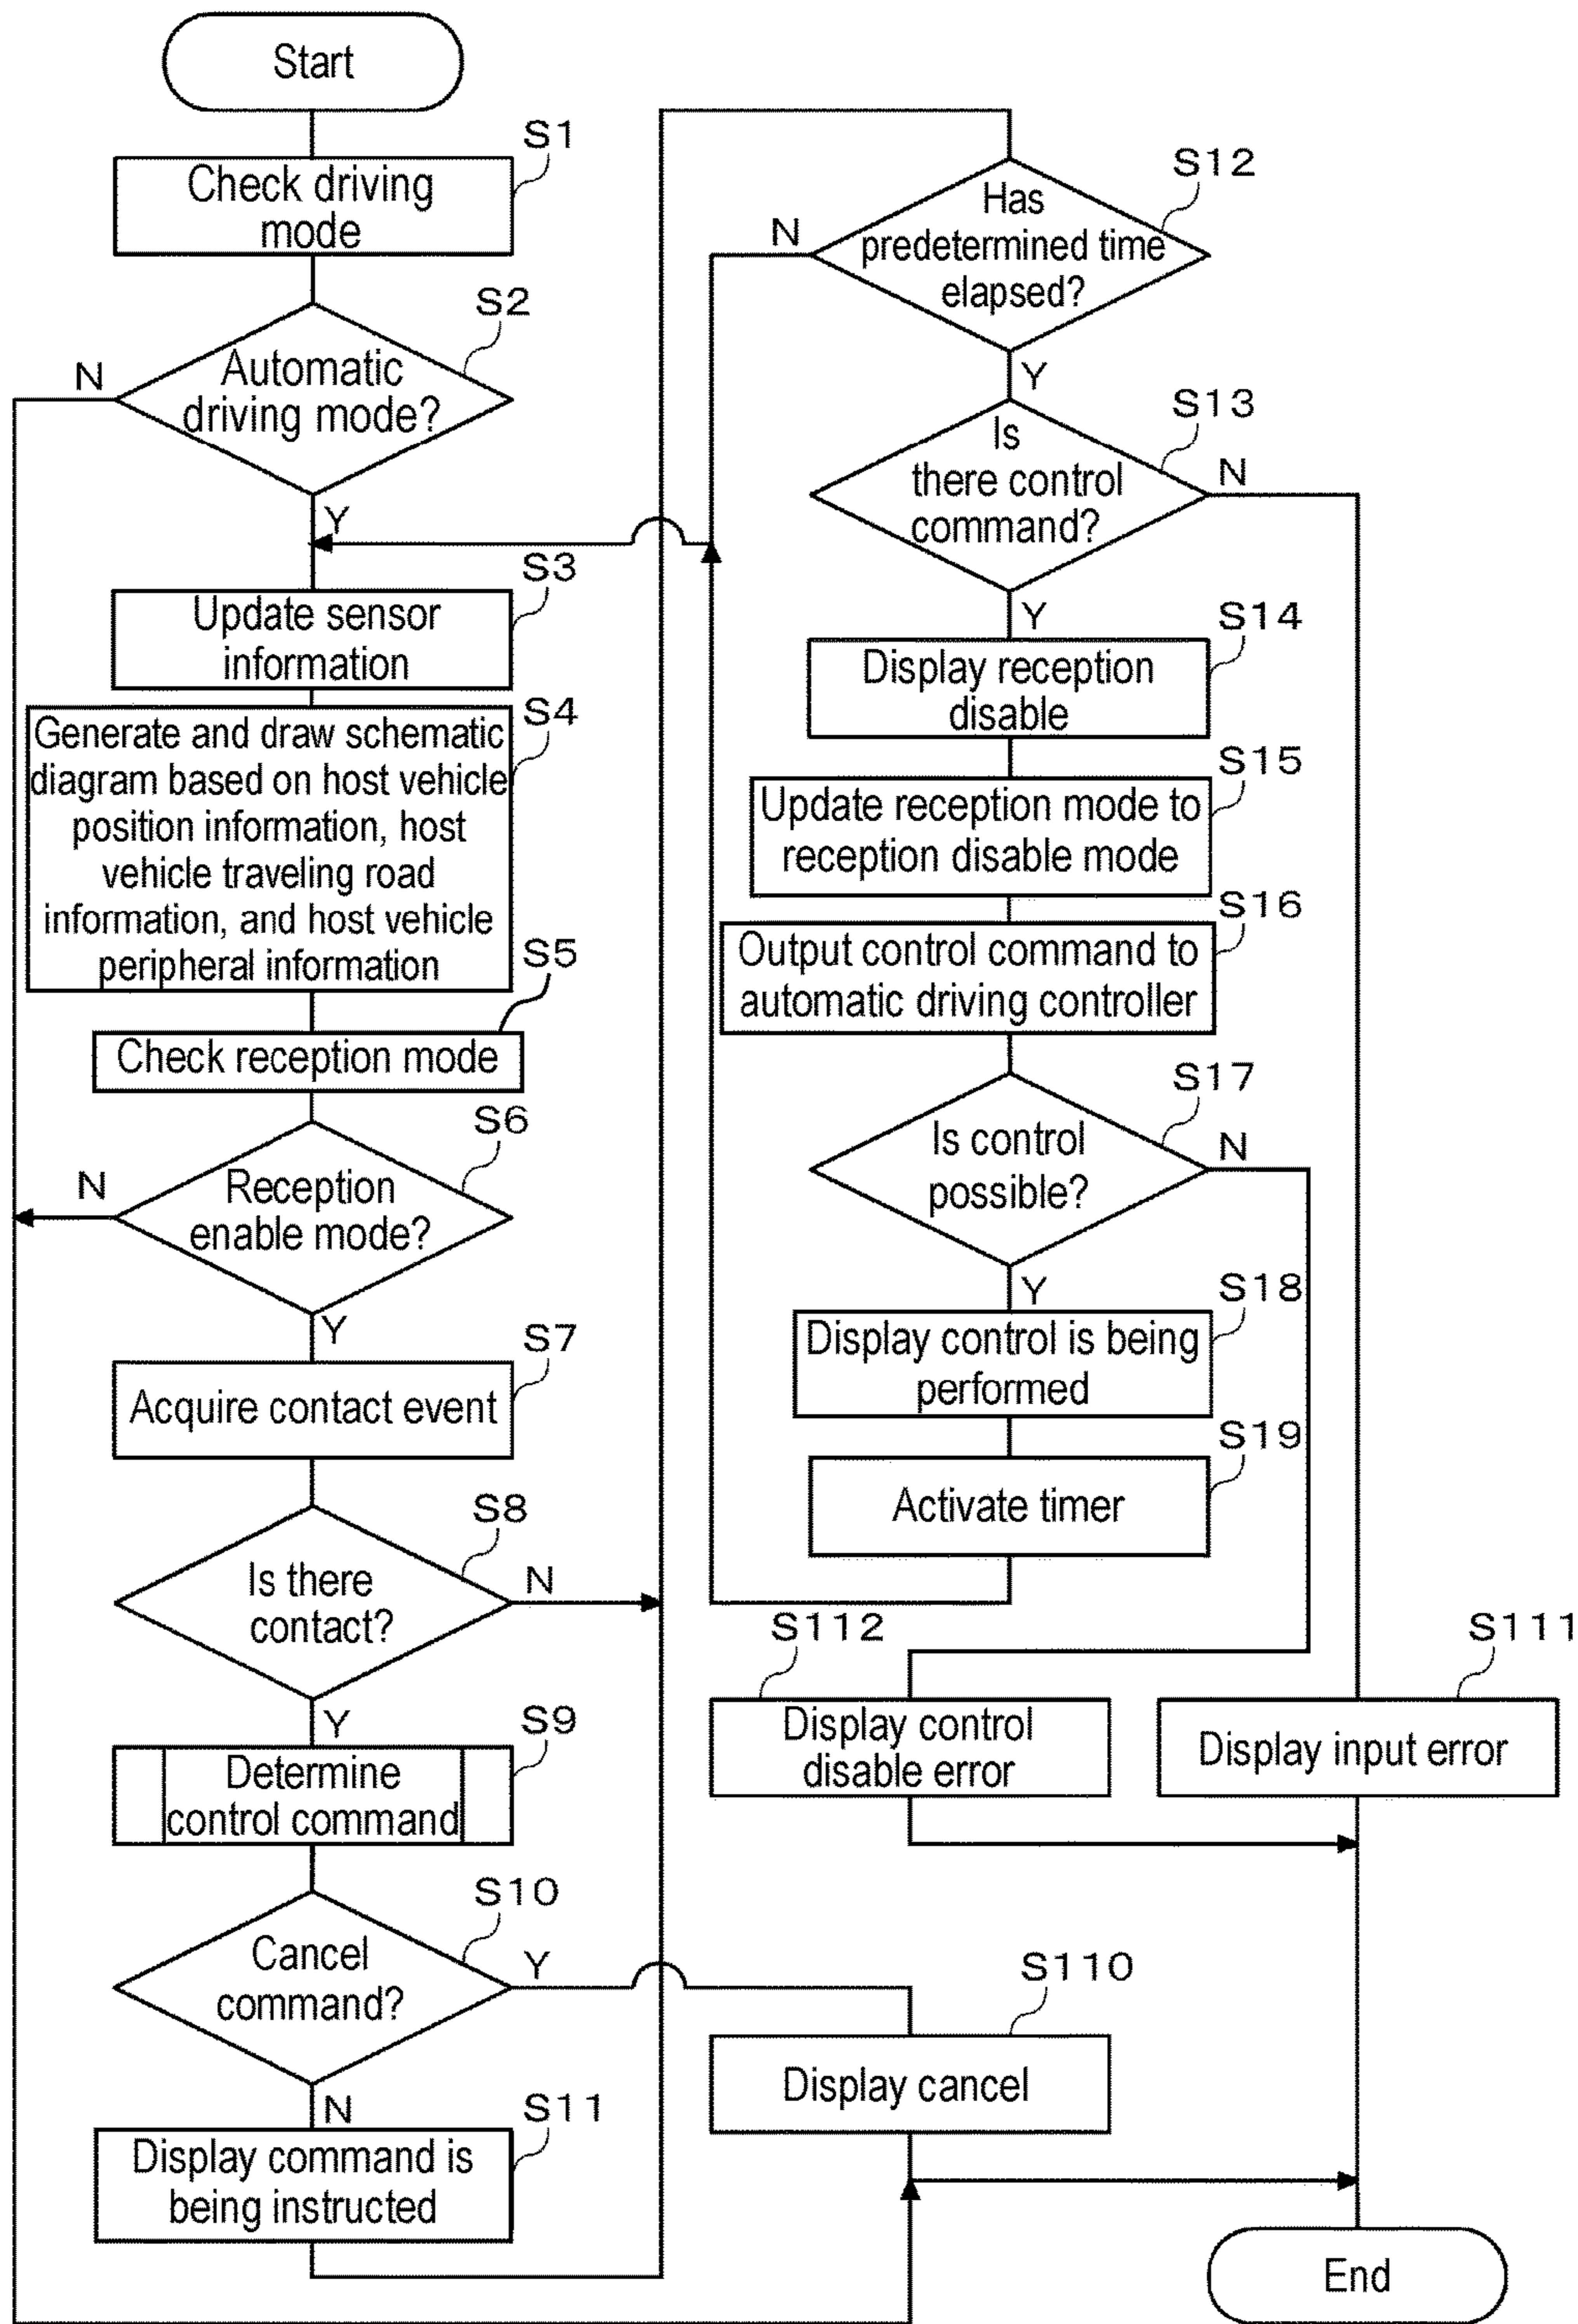 Start
S1
Check driving
mode
S2
Automatic
driving mode?
N
Y
S3
Update sensor
information
S4
Generate and draw schematic
diagram based on host vehicle
position information, host
vehicle traveling road
information, and host vehicle
peripheral information
S5
Check reception mode
S6
Reception
enable mode?
N
Y
S7
Acquire contact event
S8
Is there
contact?
N
Y
S9
Determine
control command
S10
Cancel
command?
Y
N
S11
Display command is
being instructed
S12
Has
predetermined time
elapsed?
N
Y
S13
Is
there control
command?
N
Y
S14
Display reception
disable
S15
Update reception mode to
reception disable mode
S16
Output control command to
automatic driving controller
S17
Is control
possible?
N
Y
S18
Display control is being
performed
S19
Activate timer
S112
Display control
disable error
S111
Display input error
S110
Display cancel
End